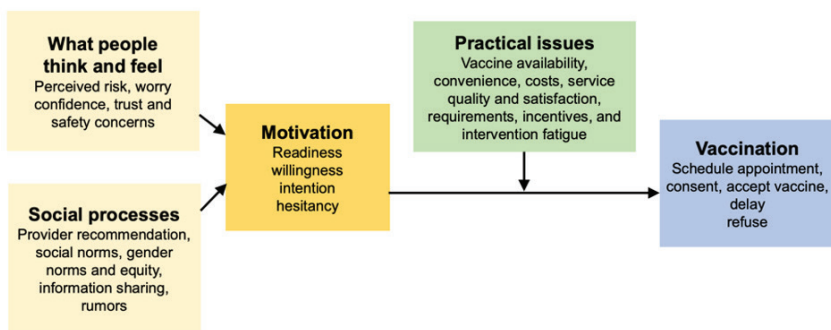 What people
think and feel
Perceived risk, worry
confidence, trust and
safety concerns
Social processes
Provider recommendation,
social norms, gender
norms and equity,
information sharing,
rumors
Motivation
Readiness
willingness
intention
hesitancy
Practical issues
Vaccine availability,
convenience, costs, service
quality and satisfaction,
requirements, incentives, and
intervention fatigue
Vaccination
Schedule appointment,
consent, accept vaccine,
delay
refuse